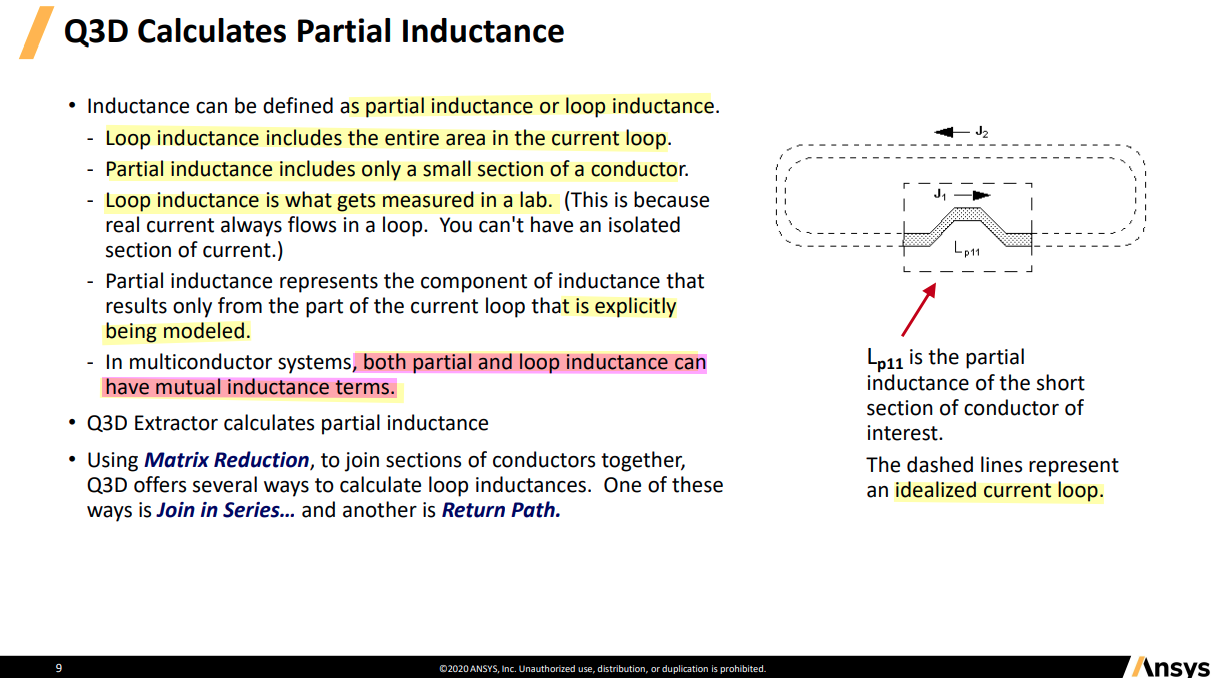 Q3D Calculates Partial Inductance
• Inductance can be defined as partial inductance or loop inductance.
- Loop inductance includes the entire area in the current loop.
- Partial inductance includes only a small section of a conductor.
- Loop inductance is what gets measured in a lab. (This is because
real current always flows in a loop. You can't have an isolated
section of current.)
- Partial inductance represents the component of inductance that
results only from the part of the current loop that is explicitly
being modeled.
- In multiconductor systems, both partial and loop inductance can
have mutual inductance terms.
• Q3D Extractor calculates partial inductance
• Using Matrix Reduction, to join sections of conductors together,
Q3D offers several ways to calculate loop inductances. One of these
ways is Join in Series... and another is Return Path.
J2
J1
Lp11
Lp11 is the partial
inductance of the short
section of conductor of
interest.
The dashed lines represent
an idealized current loop.
9
©2020 ANSYS, Inc. Unauthorized use, distribution, or duplication is prohibited.
Ansys